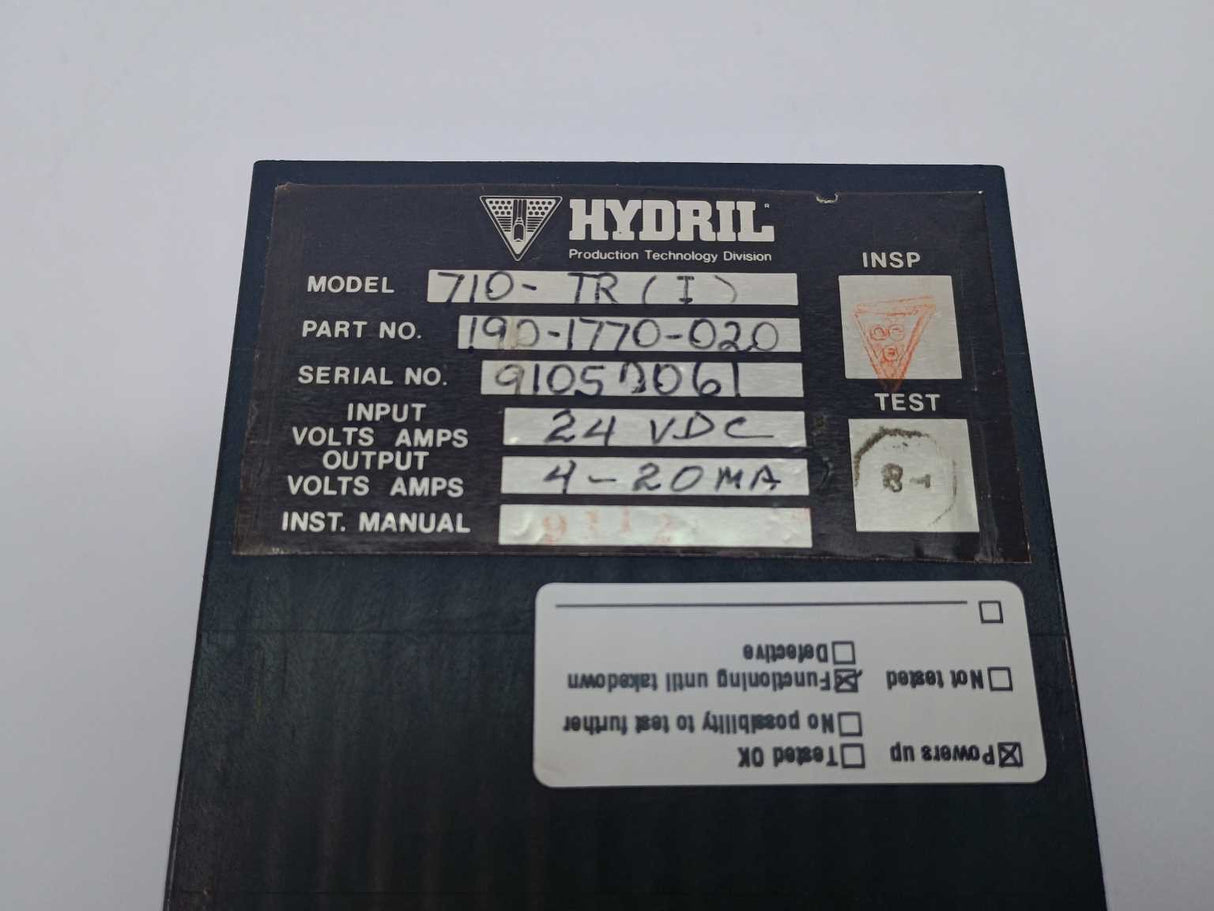 HYDRIL
Production Technology Division
MODEL 710-TR(I)
PART NO. 190-1770-020
SERIAL NO.
INPUT
VOLTS AMPS 24 VDC
OUTPUT
VOLTS AMPS 4-20MA
INST. MANUAL
INSP
TEST
Powers up
Tested OK
No possibility to test further
Not tested
Functioning until takedown
Defective